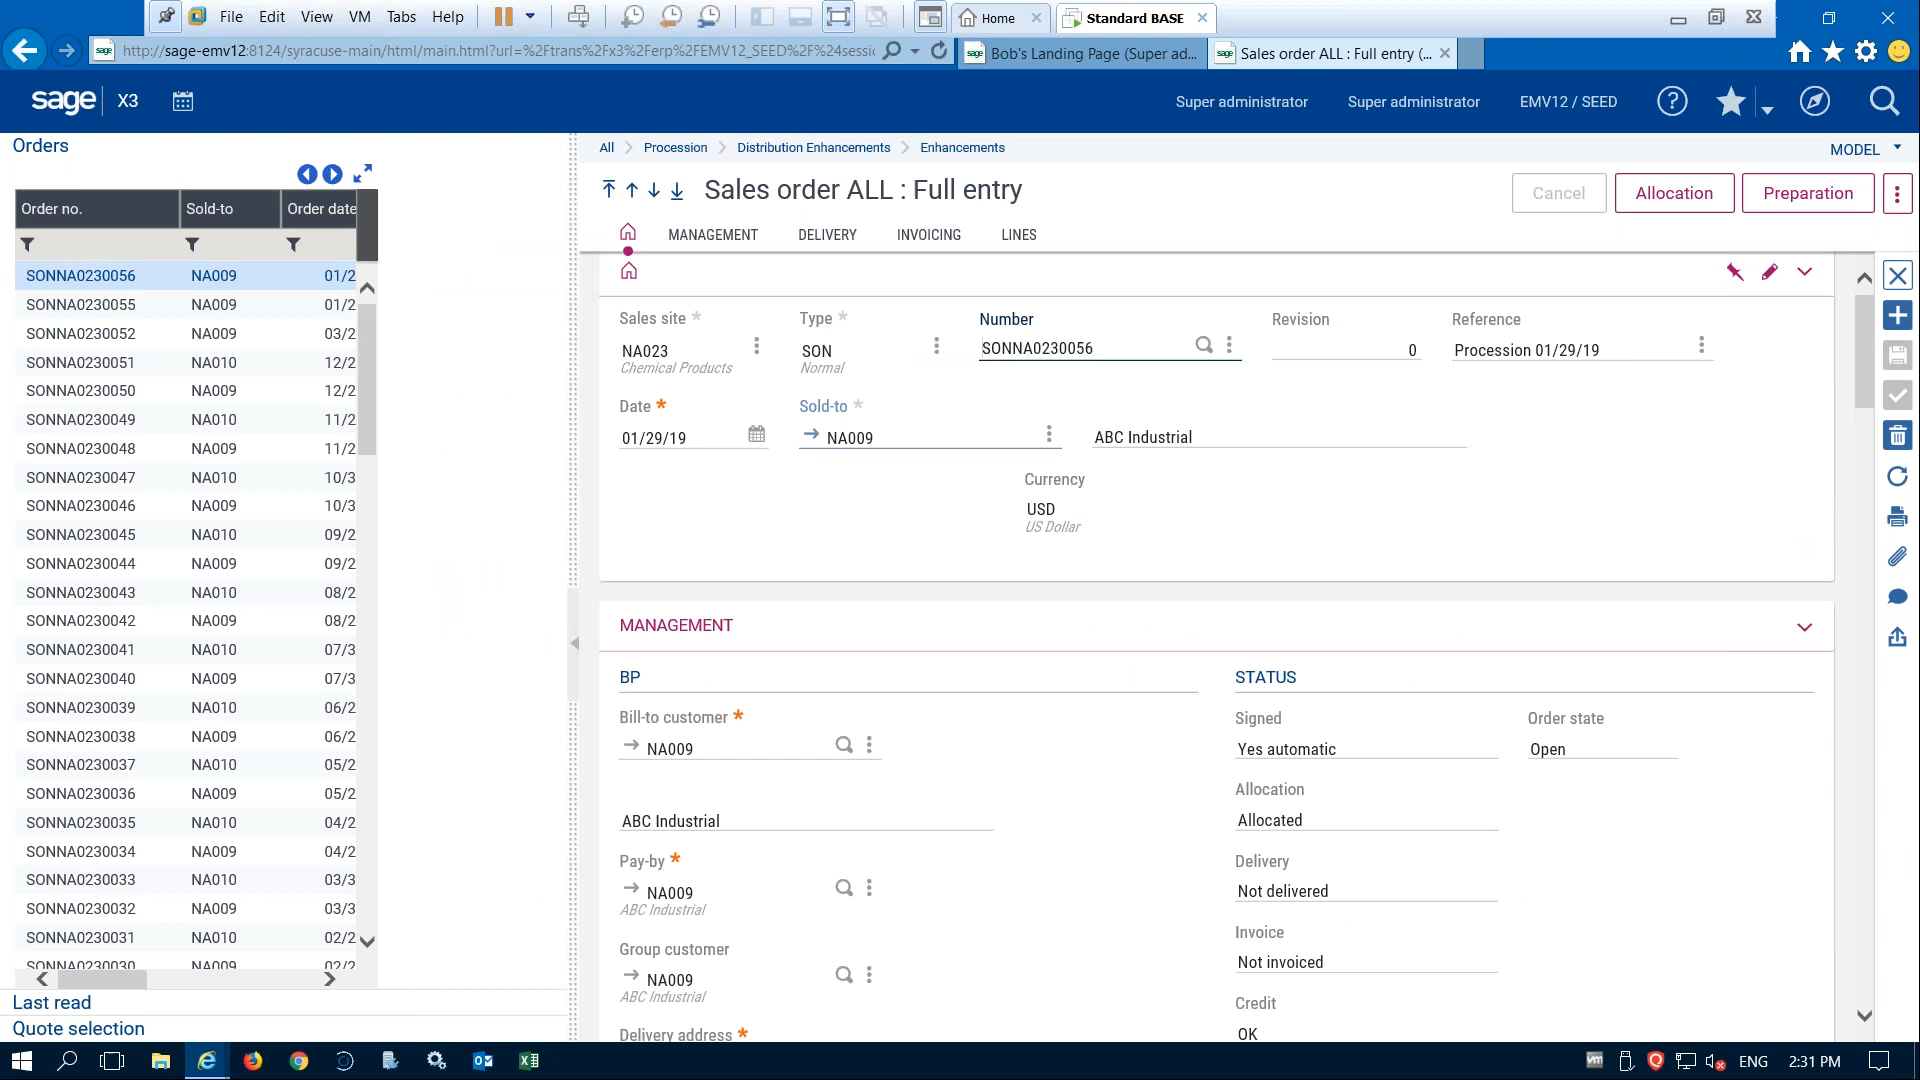 File Edit View VM Tabs Help
Home
Standard BASE
http://sage-emv12:8124/syracuse-main/html/main.html?url=%2Ftrans%2Fx3%2Ferp%2FEMV12_SEED%2F%24sessi
Bob's Landing Page (Super ad...
Sales order ALL : Full entry (...
sage X3
Super administrator
Super administrator
EMV12 / SEED
Orders
All
Procession
Distribution Enhancements
Enhancements
MODEL
Sales order ALL : Full entry
Cancel
Allocation
Preparation
MANAGEMENT
DELIVERY
INVOICING
LINES
Order no. Sold-to Order date
SONNA0230056 NA009 01/2
SONNA0230055 NA009 01/2
SONNA0230052 NA009 03/2
SONNA0230051 NA010 12/2
SONNA0230050 NA009 12/2
SONNA0230049 NA010 11/2
SONNA0230048 NA009 11/2
SONNA0230047 NA010 10/3
SONNA0230046 NA009 10/3
SONNA0230045 NA010 09/2
SONNA0230044 NA009 09/2
SONNA0230043 NA010 08/2
SONNA0230042 NA009 08/2
SONNA0230041 NA010 07/3
SONNA0230040 NA009 07/3
SONNA0230039 NA010 06/2
SONNA0230038 NA009 06/2
SONNA0230037 NA010 05/2
SONNA0230036 NA009 05/2
SONNA0230035 NA010 04/2
SONNA0230034 NA009 04/2
SONNA0230033 NA010 03/3
SONNA0230032 NA009 03/3
SONNA0230031 NA010 02/2
SONNA0230030 NA009 02/2
Last read
Quote selection
Sales site *
NA023
Chemical Products
Type *
SON
Normal
Number
SONNA0230056
Revision
0
Reference
Procession 01/29/19
Date *
01/29/19
Sold-to *
NA009
ABC Industrial
Currency
USD
US Dollar
MANAGEMENT
BP
Bill-to customer *
NA009
ABC Industrial
Pay-by *
NA009
ABC Industrial
Group customer
NA009
ABC Industrial
Delivery address *
STATUS
Signed
Yes automatic
Order state
Open
Allocation
Allocated
Delivery
Not delivered
Invoice
Not invoiced
Credit
OK
ENG
2:31 PM